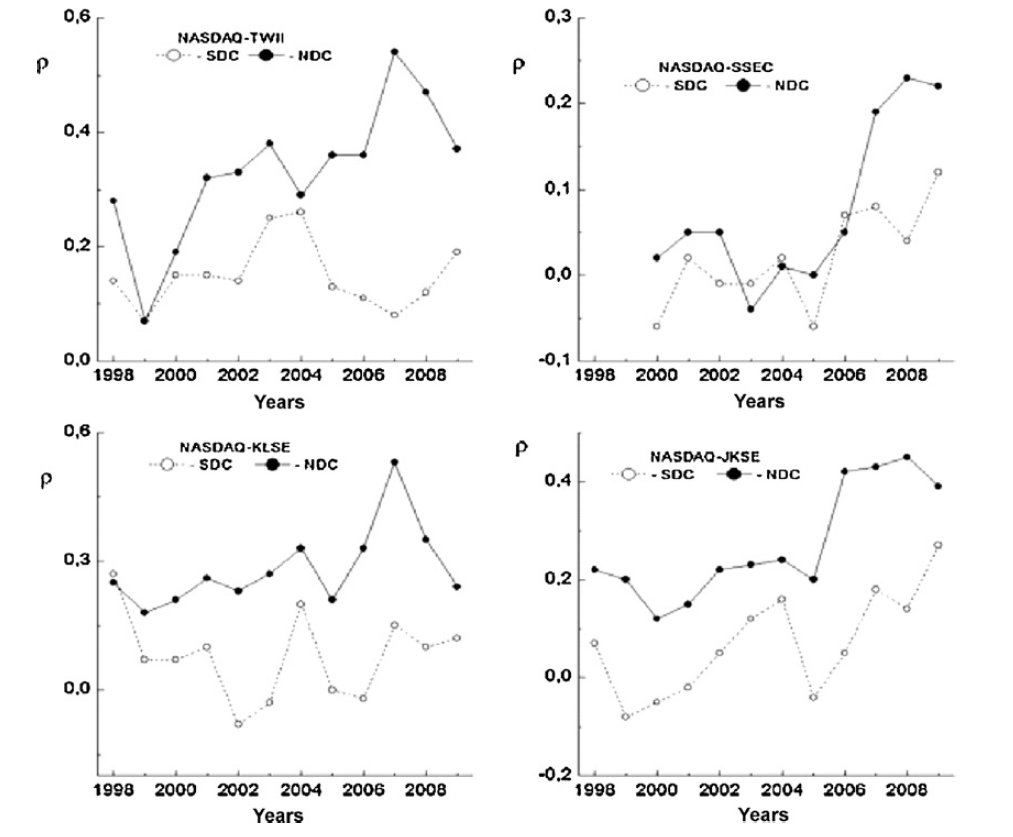 0,6
NASDAQ-TWII
- SDC - NDC
ρ
0,4
0,2
0,0
1998 2000 2002 2004 2006 2008
Years
0,3
NASDAQ-SSEC
- SDC - NDC
ρ
0,2
0,1
0,0
-0,1
1998 2000 2002 2004 2006 2008
Years
0,6
NASDAQ-KLSE
- SDC - NDC
ρ
0,3
0,0
1998 2000 2002 2004 2006 2008
Years
NASDAQ-JKSE
- SDC - NDC
ρ
0,4
0,2
0,0
-0,2
1998 2000 2002 2004 2006 2008
Years